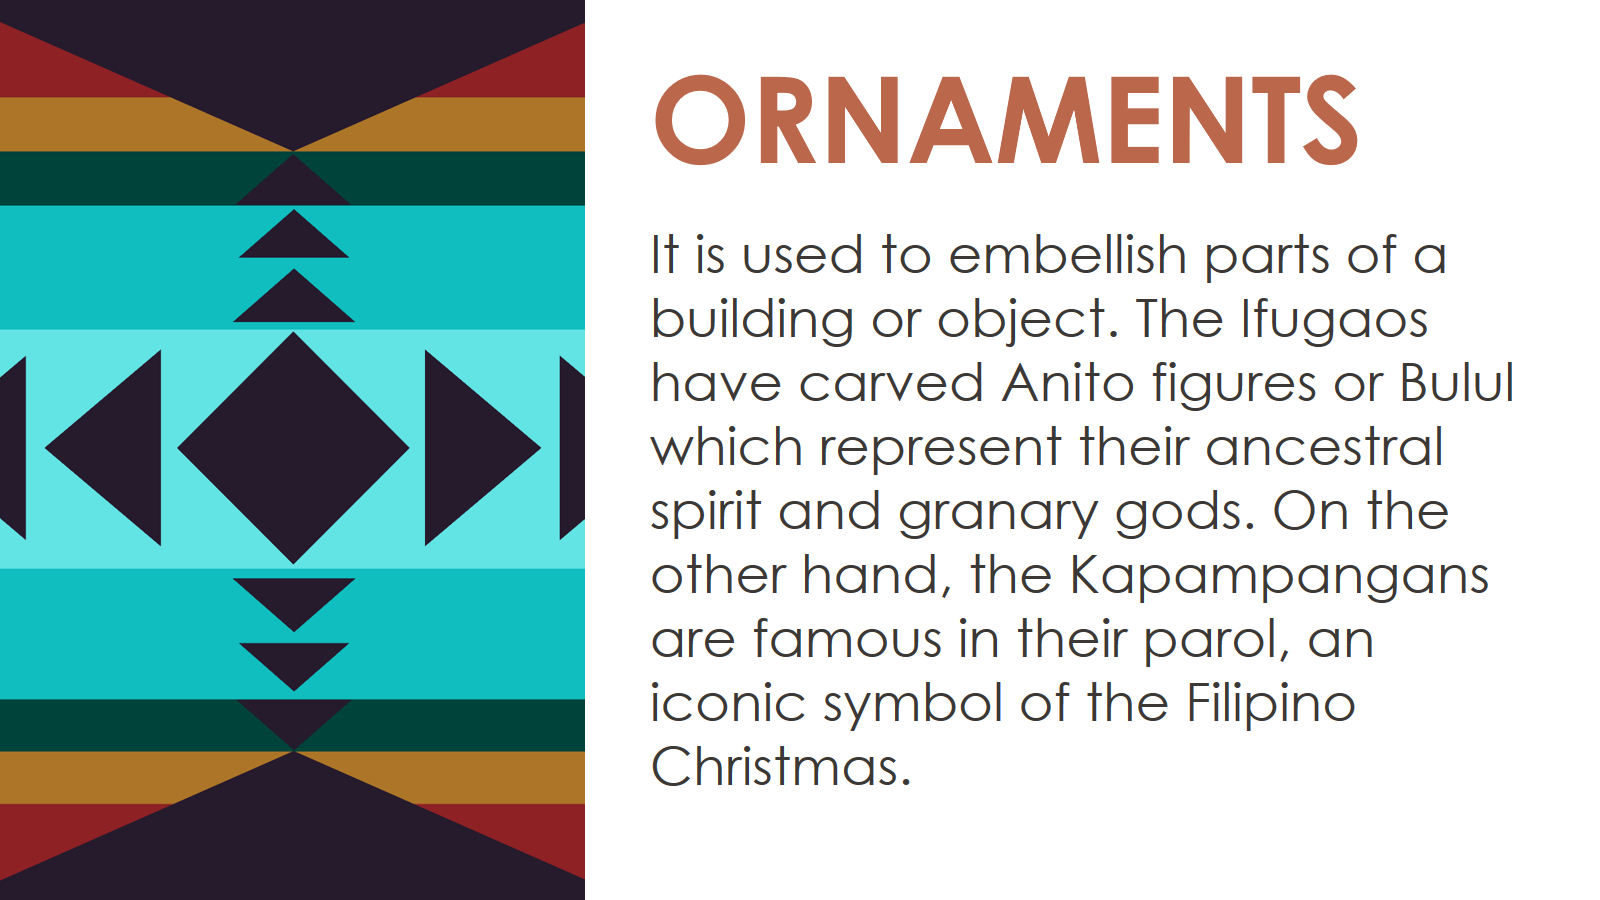 ORNAMENTS
It is used to embellish parts of a
building or object. The Ifugaos
have carved Anito figures or Bulul
which represent their ancestral
spirit and granary gods. On the
other hand, the Kapampangans
are famous in their parol, an
iconic symbol of the Filipino
Christmas.